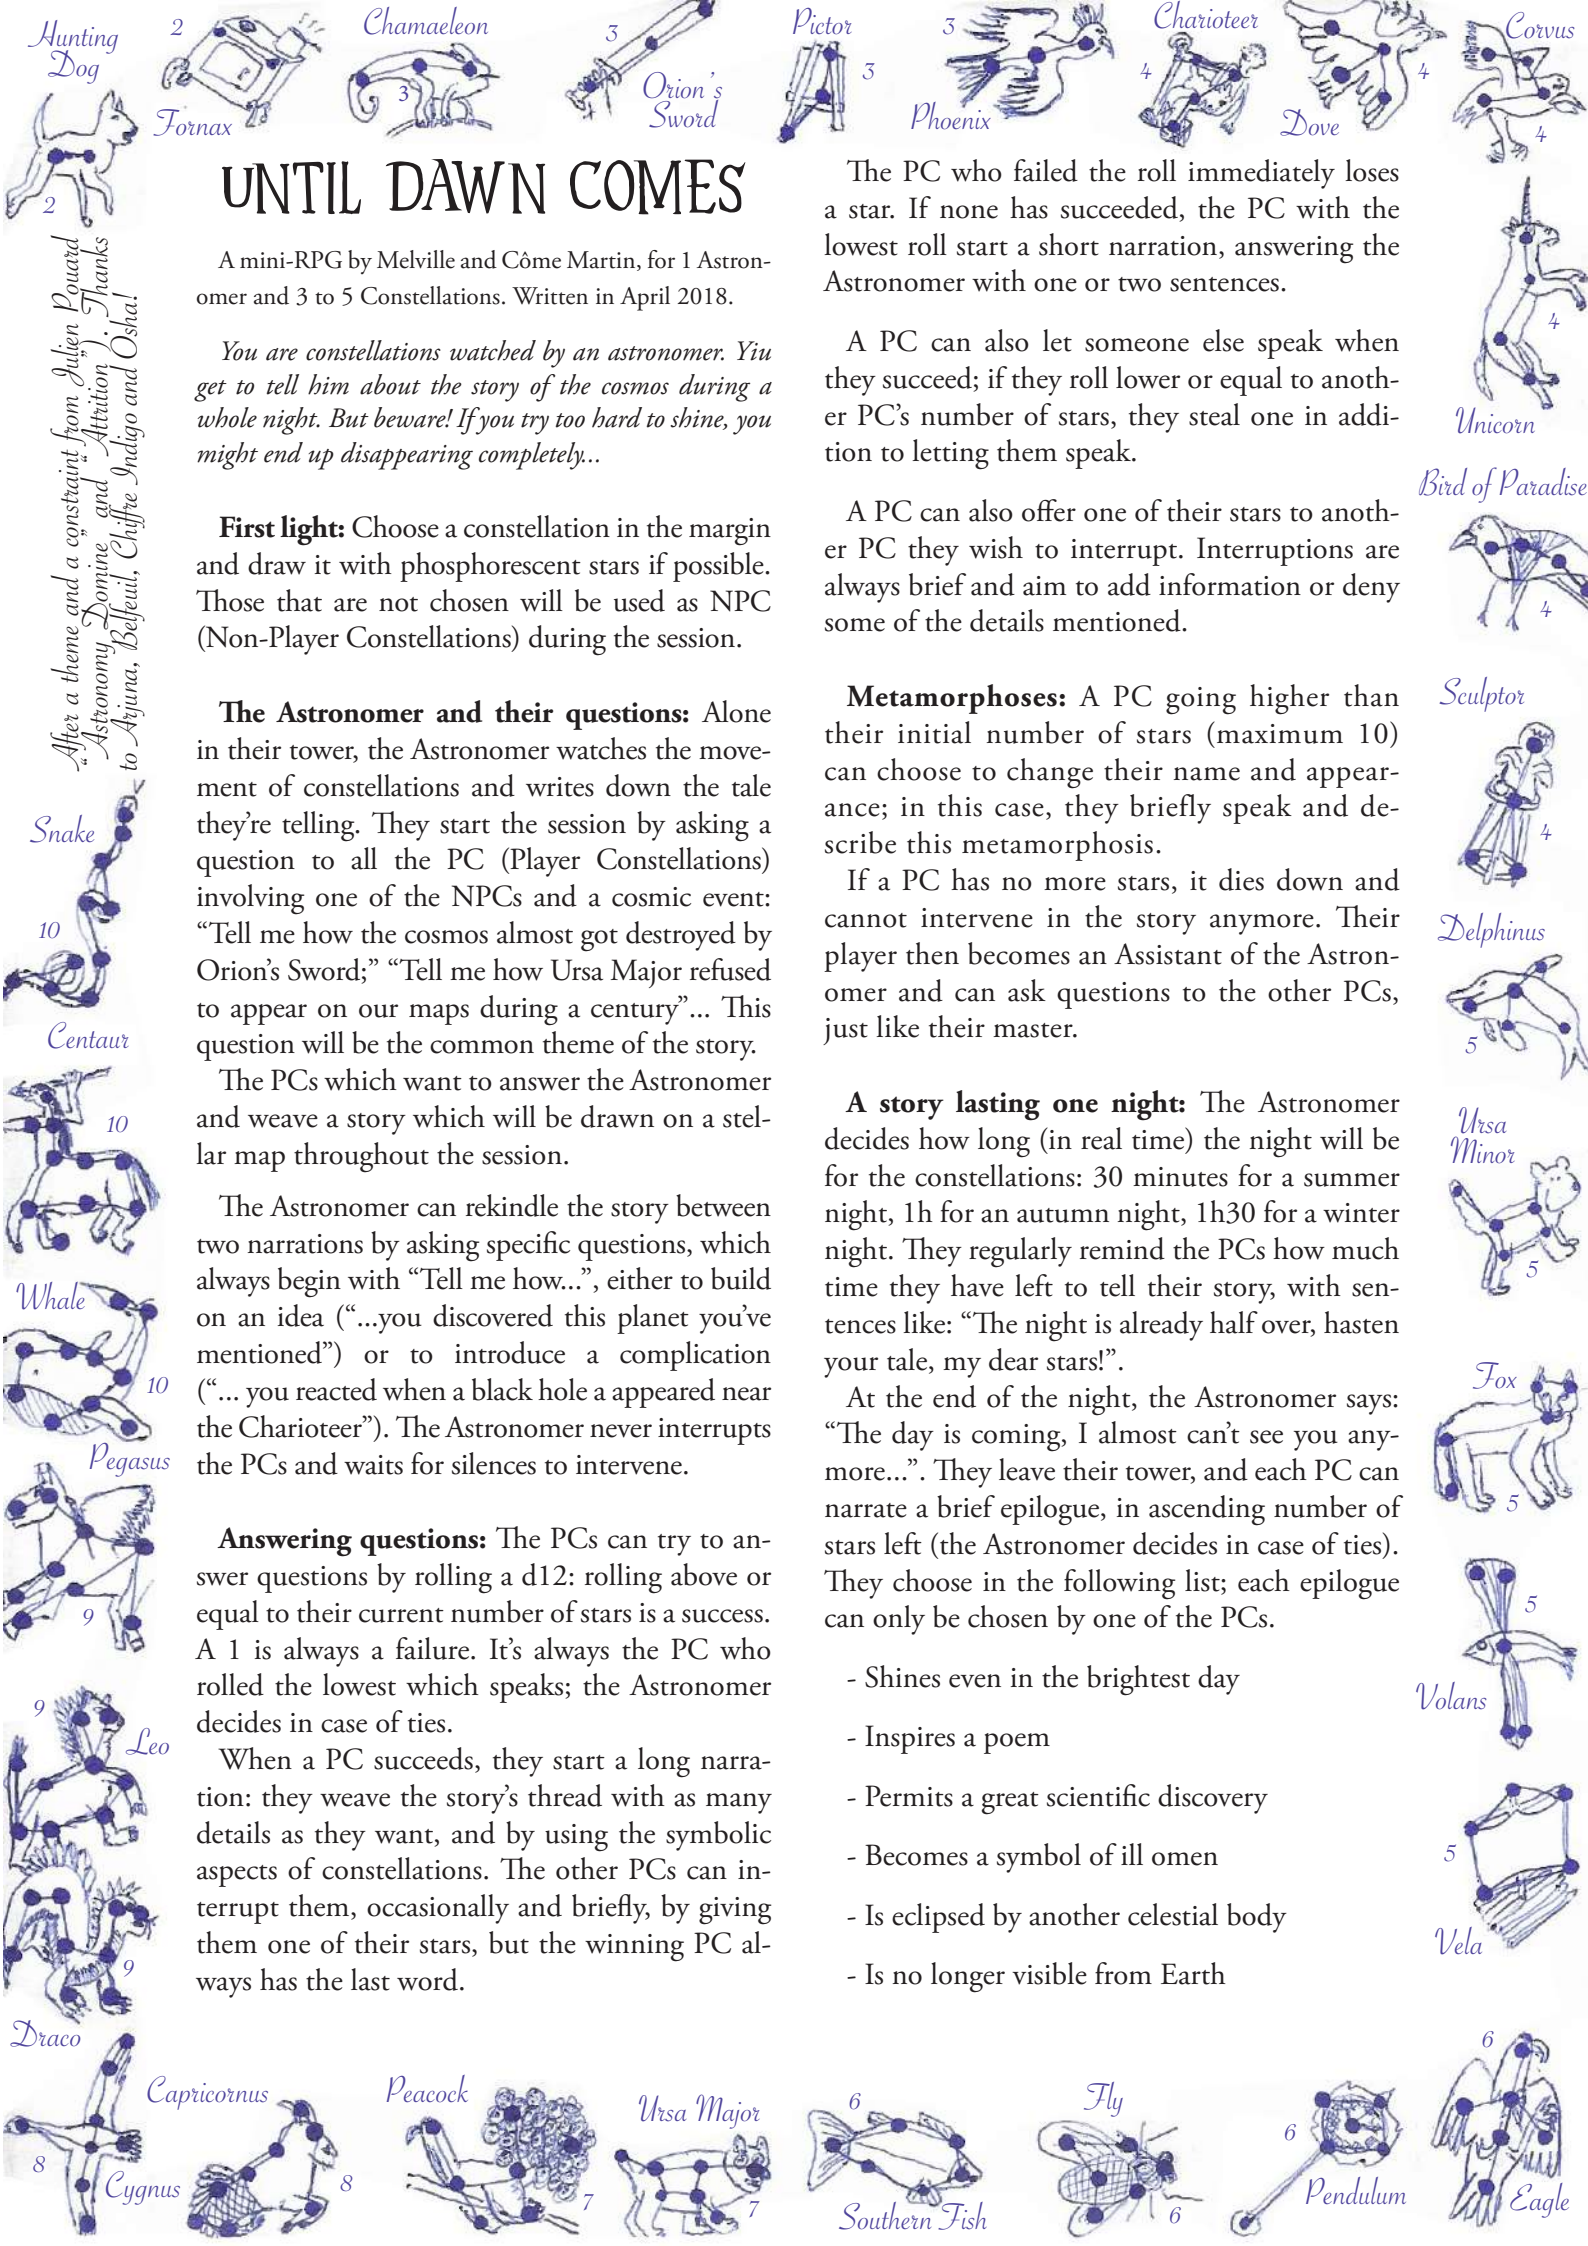 Hunting
Dog
2
2
Fornax
Chamaeleon
3
3
Orion's
Sword
Pictor
3
3
Phoenix
Charioteer
4
Dove
4
Corvus
4
UNTIL DAWN COMES
A mini-RPG by Melville and Côme Martin, for 1 Astron-
omer and 3 to 5 Constellations. Written in April 2018.
You are constellations watched by an astronomer. Yiu
get to tell him about the story of the cosmos during a
whole night. But beware! If you try too hard to shine, you
might end up disappearing completely...
First light: Choose a constellation in the margin
and draw it with phosphorescent stars if possible.
Those that are not chosen will be used as NPC
(Non-Player Constellations) during the session.
The Astronomer and their questions: Alone
in their tower, the Astronomer watches the move-
ment of constellations and writes down the tale
they're telling. They start the session by asking a
question to all the PC (Player Constellations)
involving one of the NPCs and a cosmic event:
“Tell me how the cosmos almost got destroyed by
Orion's Sword;” “Tell me how Ursa Major refused
to appear on our maps during a century”... This
question will be the common theme of the story.
The PCs which want to answer the Astronomer
and weave a story which will be drawn on a stel-
lar map throughout the session.
The Astronomer can rekindle the story between
two narrations by asking specific questions, which
always begin with “Tell me how...”, either to build
on an idea (“...you discovered this planet you've
mentioned”) or to introduce a complication
(“... you reacted when a black hole a appeared near
the Charioteer”). The Astronomer never interrupts
the PCs and waits for silences to intervene.
Answering questions: The PCs can try to an-
swer questions by rolling a d12: rolling above or
equal to their current number of stars is a success.
A 1 is always a failure. It's always the PC who
rolled the lowest which speaks; the Astronomer
decides in case of ties.
When a PC succeeds, they start a long narra-
tion: they weave the story's thread with as many
details as they want, and by using the symbolic
aspects of constellations. The other PCs can in-
terrupt them, occasionally and briefly, by giving
them one of their stars, but the winning PC al-
ways has the last word.
The PC who failed the roll immediately loses
a star. If none has succeeded, the PC with the
lowest roll start a short narration, answering the
Astronomer with one or two sentences.
A PC can also let someone else speak when
they succeed; if they roll lower or equal to anoth-
er PC's number of stars, they steal one in addi-
tion to letting them speak.
A PC can also offer one of their stars to anoth-
er PC they wish to interrupt. Interruptions are
always brief and aim to add information or deny
some of the details mentioned.
Metamorphoses: A PC going higher than
their initial number of stars (maximum 10)
can choose to change their name and appear-
ance; in this case, they briefly speak and de-
scribe this metamorphosis.
If a PC has no more stars, it dies down and
cannot intervene in the story anymore. Their
player then becomes an Assistant of the Astron-
omer and can ask questions to the other PCs,
just like their master.
A story lasting one night: The Astronomer
decides how long (in real time) the night will be
for the constellations: 30 minutes for a summer
night, 1h for an autumn night, 1h30 for a winter
night. They regularly remind the PCs how much
time they have left to tell their story, with sen-
tences like: “The night is already half over, hasten
your tale, my dear stars!”.
At the end of the night, the Astronomer says:
“The day is coming, I almost can't see you any-
more...”. They leave their tower, and each PC can
narrate a brief epilogue, in ascending number of
stars left (the Astronomer decides in case of ties).
They choose in the following list; each epilogue
can only be chosen by one of the PCs.
- Shines even in the brightest day
- Inspires a poem
- Permits a great scientific discovery
- Becomes a symbol of ill omen
- Is eclipsed by another celestial body
- Is no longer visible from Earth
After a theme and a constraint from Julien Pouard
(“Astronomy Domine” and “Attrition”). Thanks
to Arjuna, Belfeuil, Chiffre Indigo and Osha!
Snake
10
Centaur
10
Whale
10
Pegasus
9
9
Leo
9
Draco
8
Cygnus
Capricornus
8
Peacock
7
Ursa Major
7
6
Southern Fish
Fly
6
6
Pendulum
6
Eagle
4
Unicorn
Bird of Paradise
4
Sculptor
4
Delphinus
5
Ursa
Minor
5
Fox
5
5
Volans
5
Vela